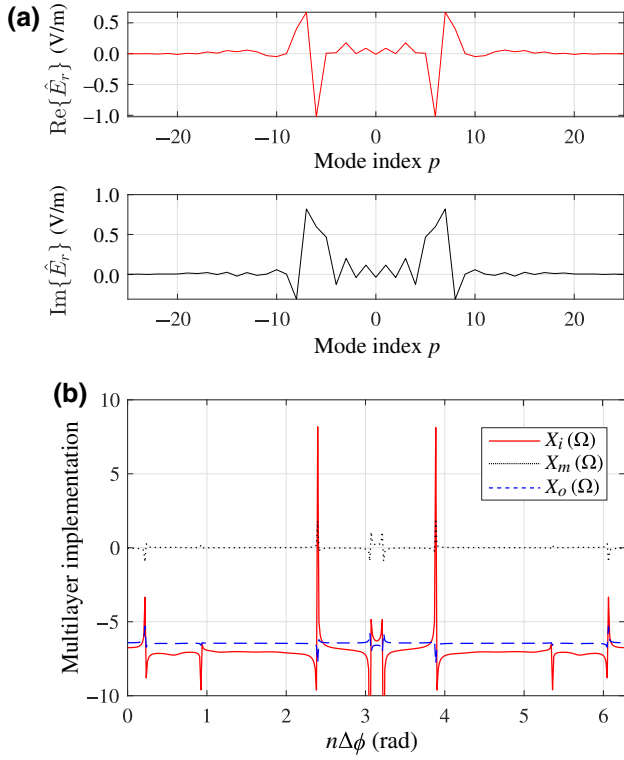 (a)
Re{Ê_r} (V/m)
0.5
0.0
−0.5
−1.0
−20 −10 0 10 20
Mode index p
Im{Ê_r} (V/m)
1.0
0.5
0.0
−20 −10 0 10 20
Mode index p
(b)
Multilayer implementation
10
5
0
−5
−10
X_i (Ω)
X_m (Ω)
X_o (Ω)
0 1 2 3 4 5 6
nΔϕ (rad)